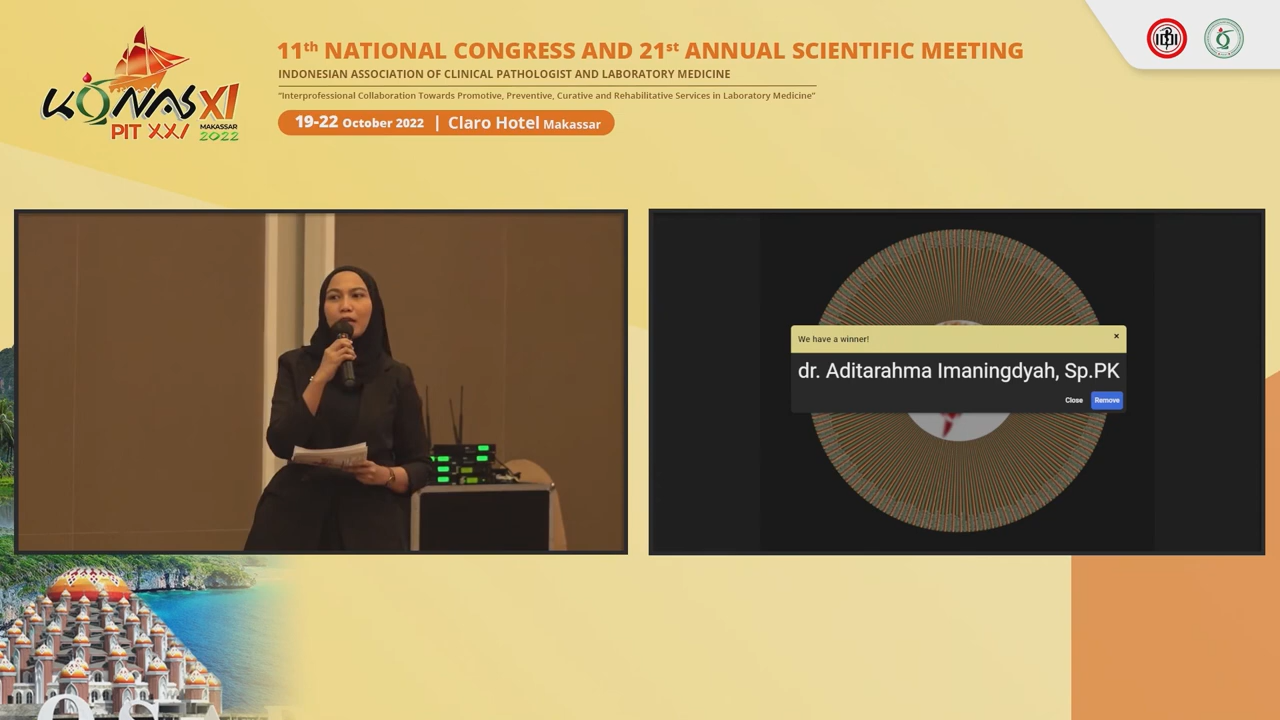 11th NATIONAL CONGRESS AND 21st ANNUAL SCIENTIFIC MEETING
INDONESIAN ASSOCIATION OF CLINICAL PATHOLOGIST AND LABORATORY MEDICINE
"Interprofessional Collaboration Towards Promotive, Preventive, Curative and Rehabilitative Services in Laboratory Medicine"
19-22 October 2022 | Claro Hotel Makassar
KONAS XI
PIT XXI
MAKASSAR
2022
IDI
We have a winner!
×
dr. Aditarahma Imaningdyah, Sp.PK
Close
Remove